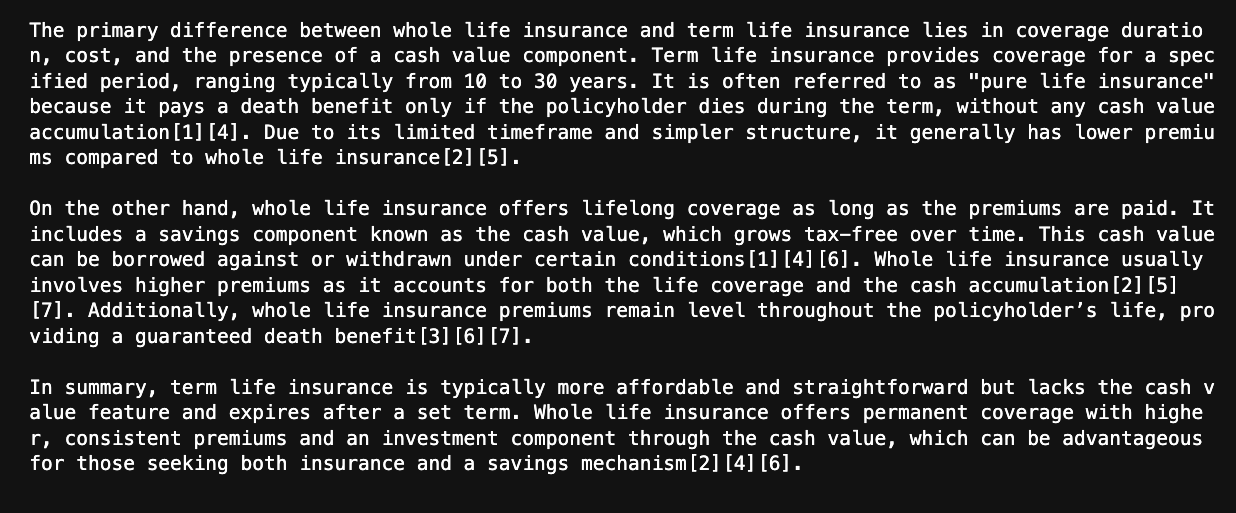 The primary difference between whole life insurance and term life insurance lies in coverage duratio
n, cost, and the presence of a cash value component. Term life insurance provides coverage for a spec
ified period, ranging typically from 10 to 30 years. It is often referred to as "pure life insurance"
because it pays a death benefit only if the policyholder dies during the term, without any cash value
accumulation[1][4]. Due to its limited timeframe and simpler structure, it generally has lower premiu
ms compared to whole life insurance[2][5].

On the other hand, whole life insurance offers lifelong coverage as long as the premiums are paid. It
includes a savings component known as the cash value, which grows tax-free over time. This cash value
can be borrowed against or withdrawn under certain conditions[1][4][6]. Whole life insurance usually
involves higher premiums as it accounts for both the life coverage and the cash accumulation[2][5]
[7]. Additionally, whole life insurance premiums remain level throughout the policyholder’s life, pro
viding a guaranteed death benefit[3][6][7].

In summary, term life insurance is typically more affordable and straightforward but lacks the cash v
alue feature and expires after a set term. Whole life insurance offers permanent coverage with highe
r, consistent premiums and an investment component through the cash value, which can be advantageous
for those seeking both insurance and a savings mechanism[2][4][6].